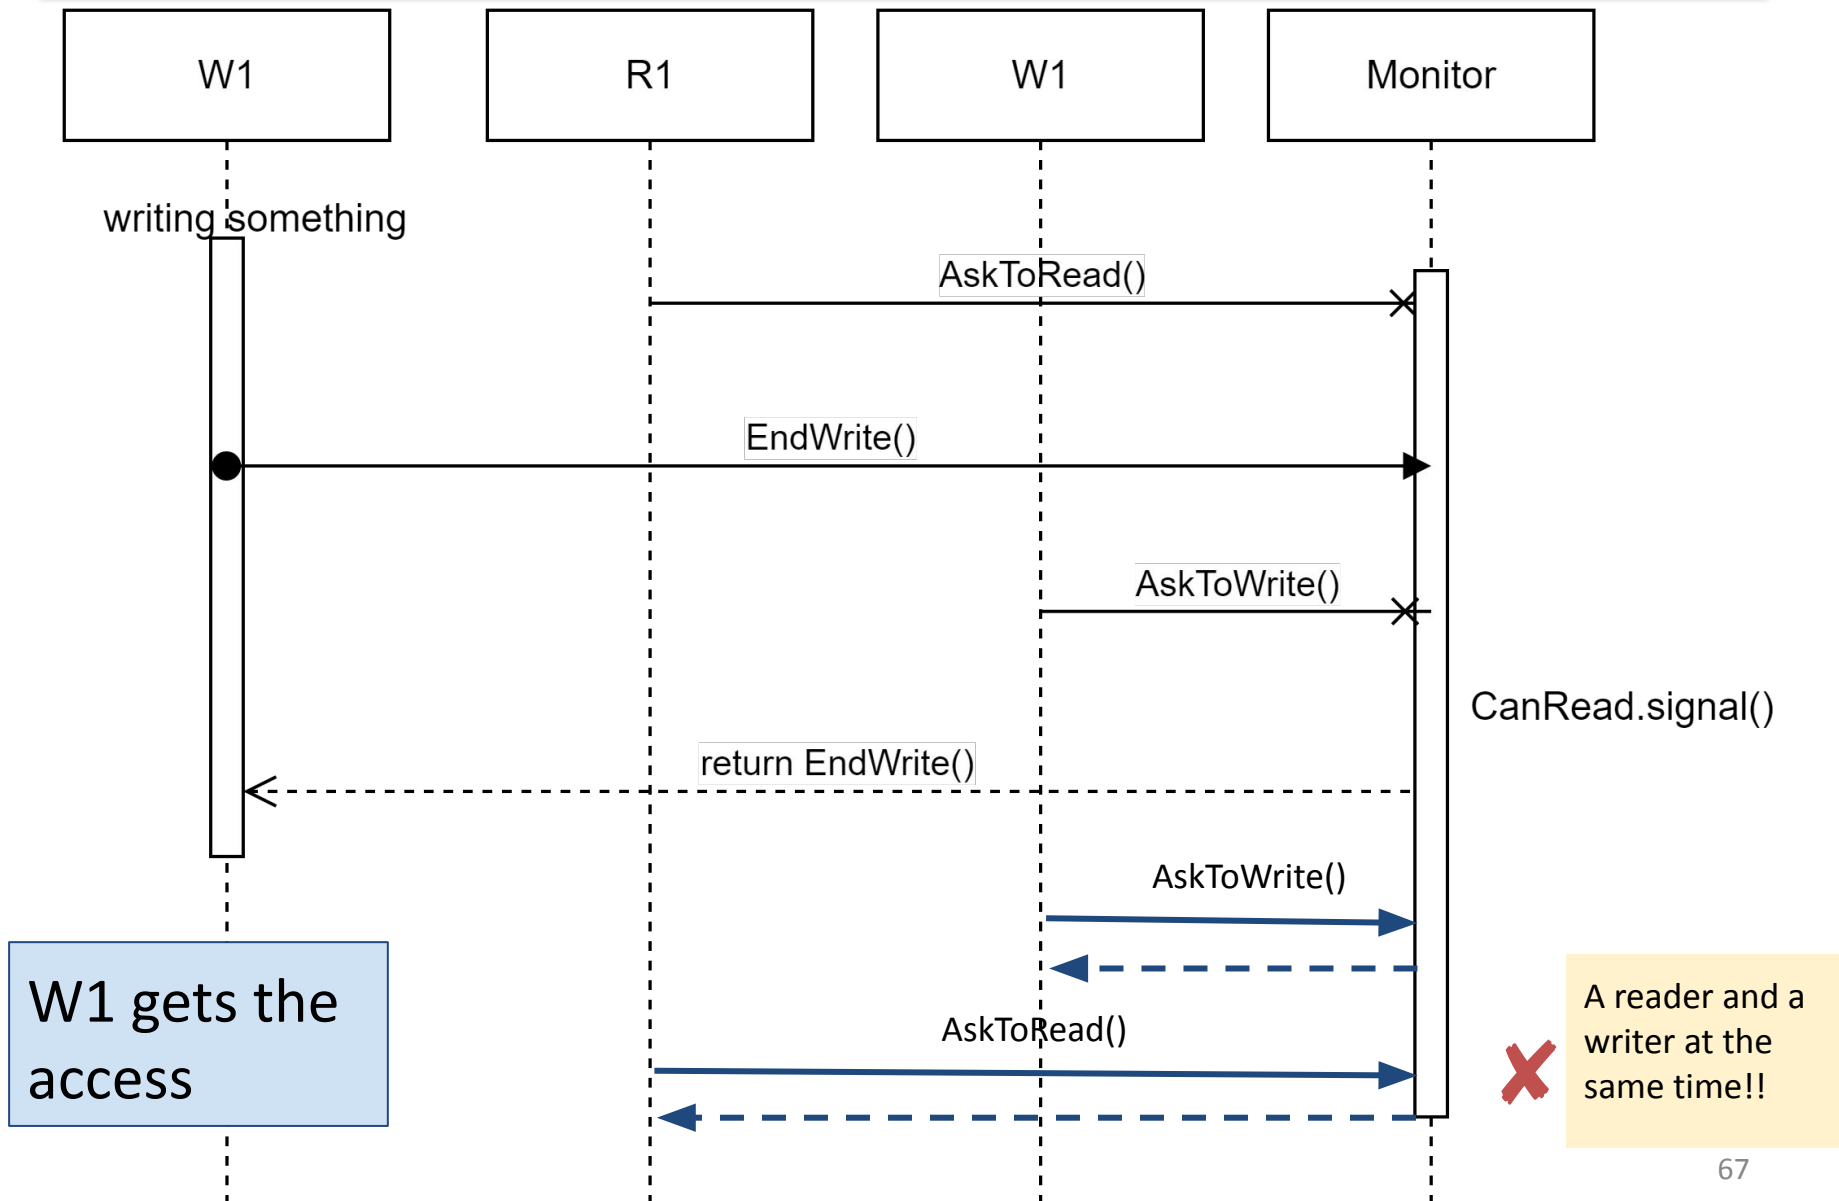 W1
R1
W1
Monitor
writing something
AskToRead()
EndWrite()
AskToWrite()
CanRead.signal()
return EndWrite()
AskToWrite()
W1 gets the
access
AskToRead()
A reader and a
writer at the
same time!!
67